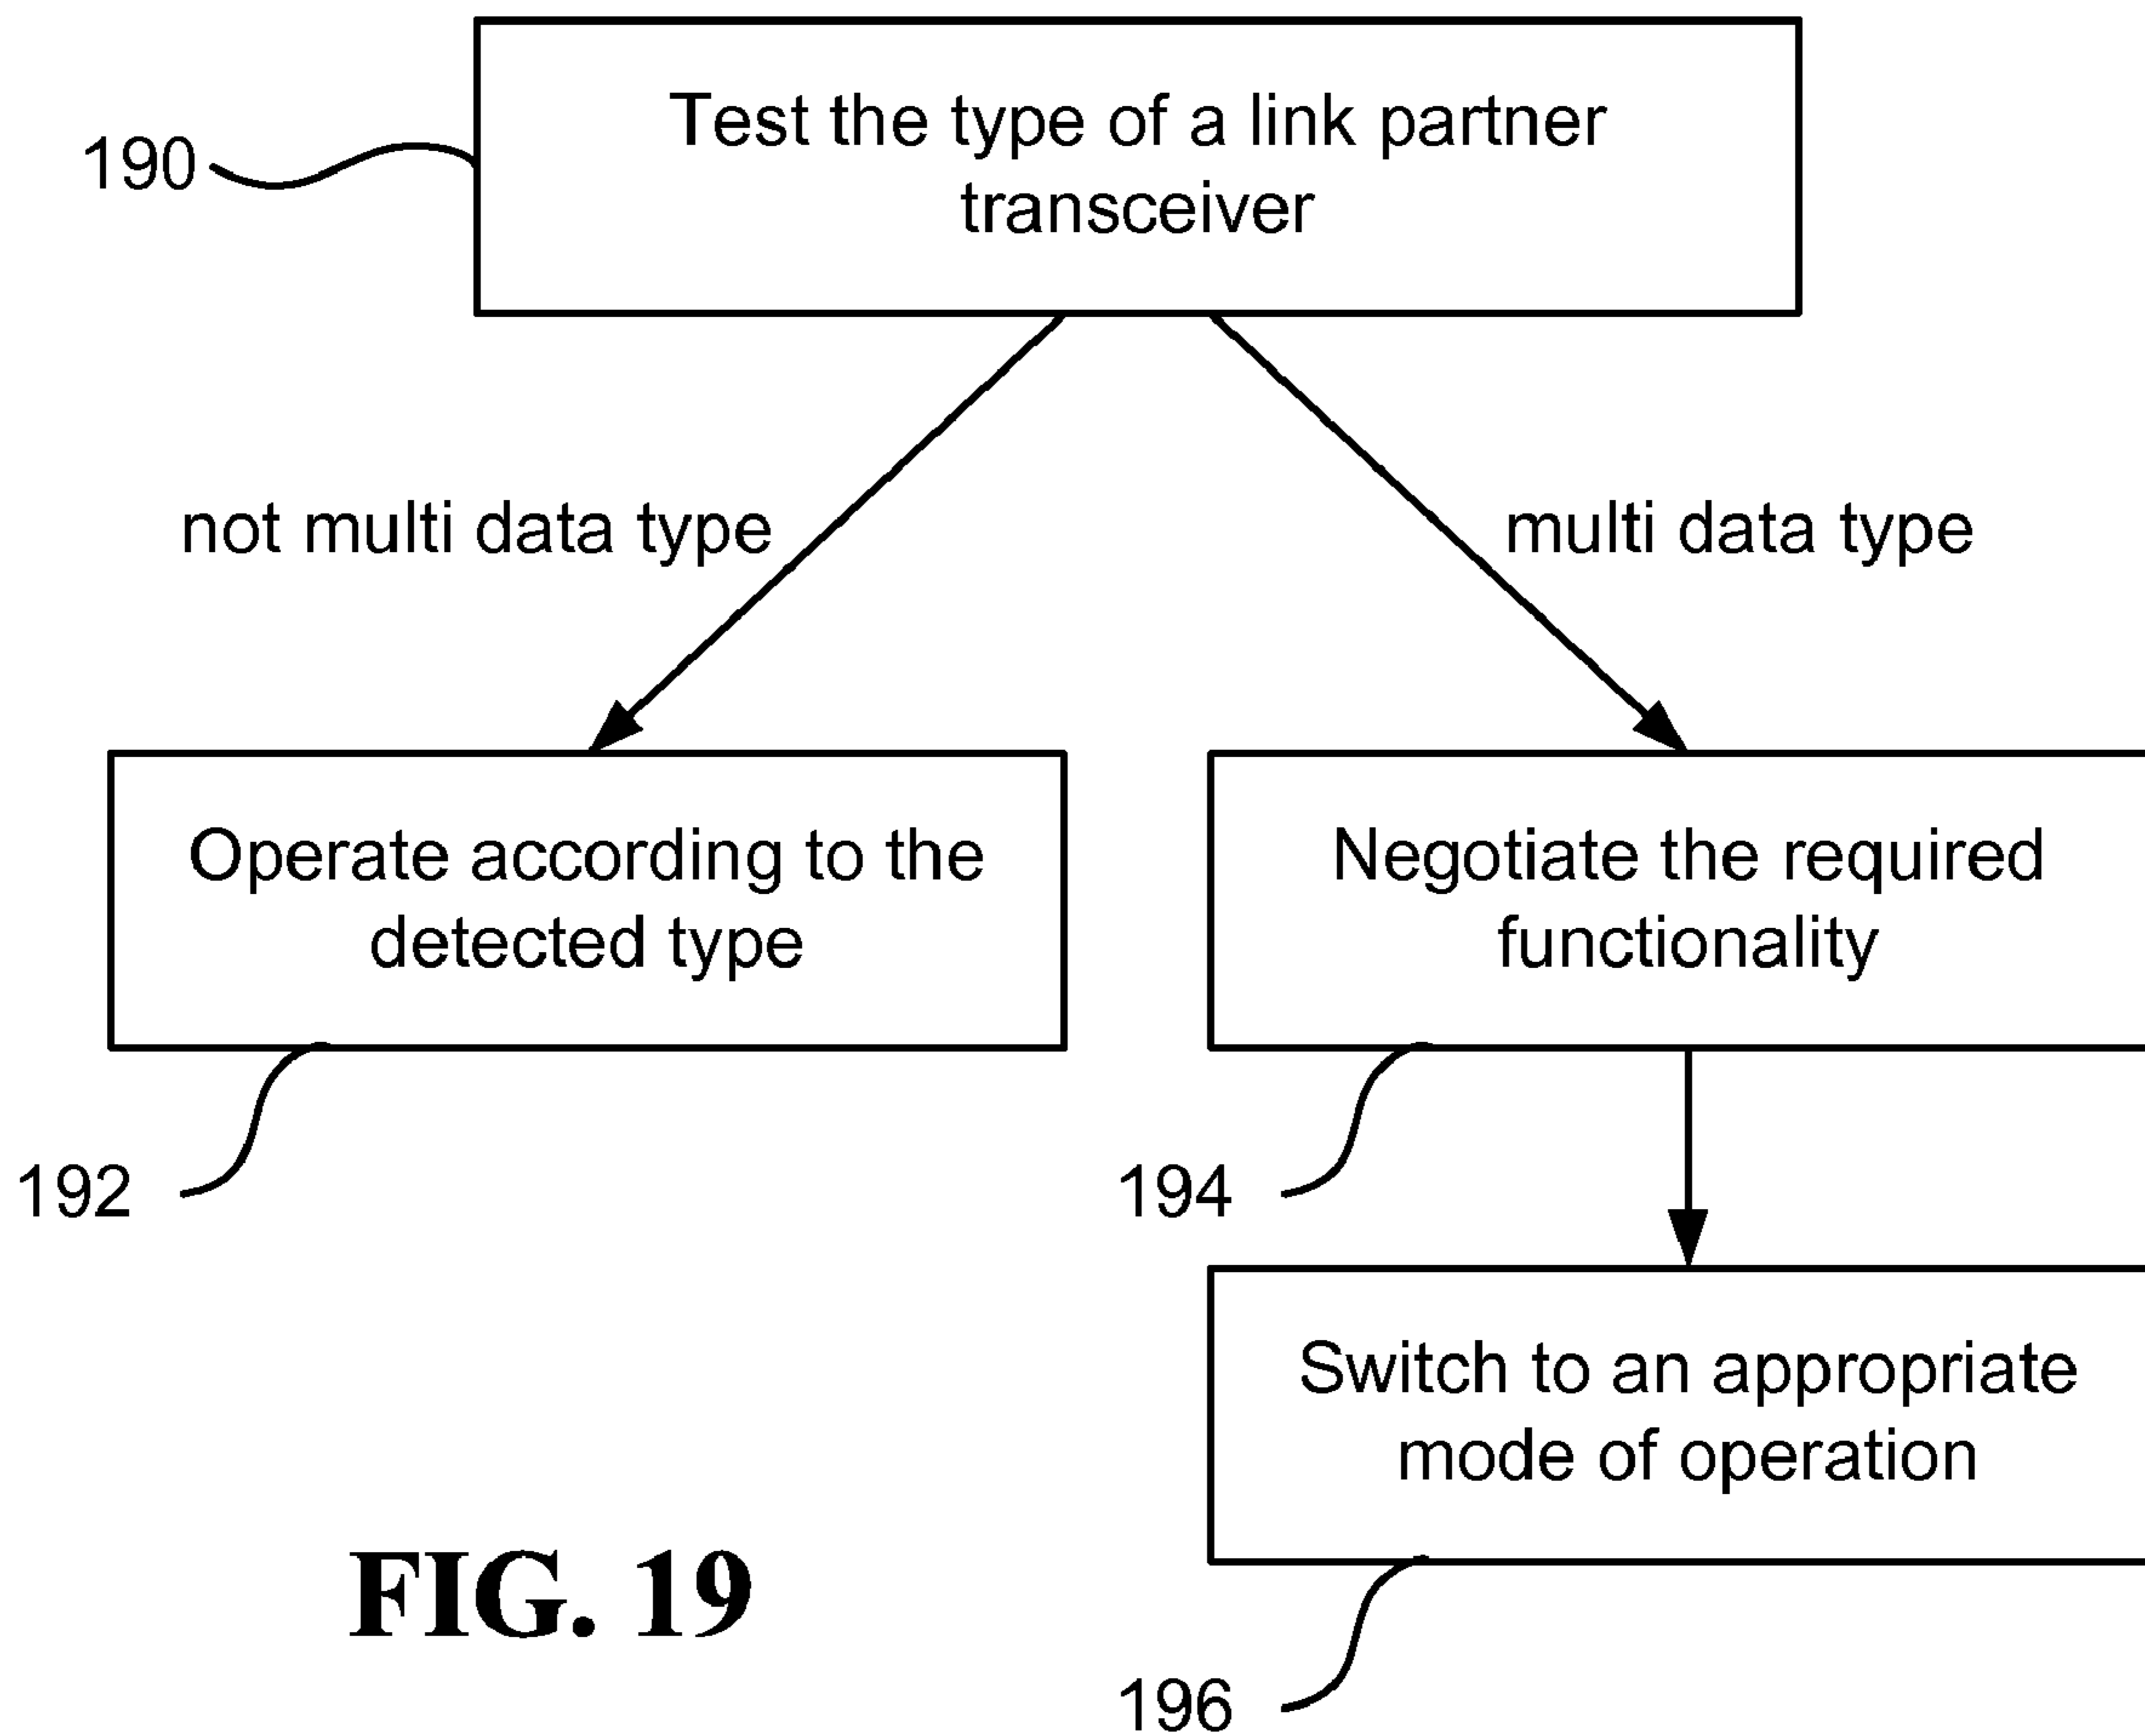 Test the type of a link partner
transceiver
190
not multi data type
multi data type
Operate according to the
detected type
Negotiate the required
functionality
192
194
Switch to an appropriate
mode of operation
FIG. 19
196